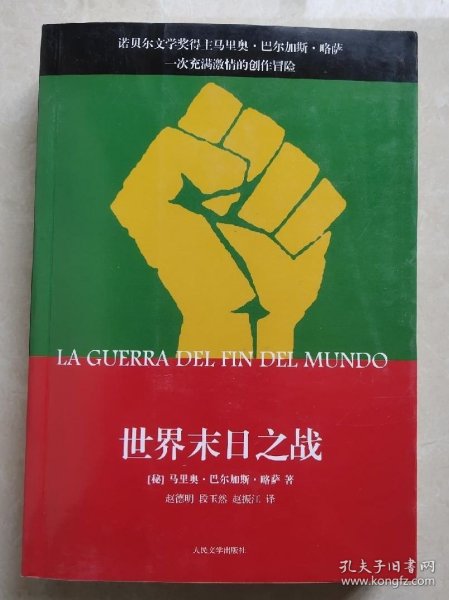 诺贝尔文学奖得主马里奥·巴尔加斯·略萨
一次充满激情的创作冒险
LA GUERRA DEL FIN DEL MUNDO
世界末日之战
[秘] 马里奥·巴尔加斯·略萨 著
赵德明 段玉然 赵振江 译
人民文学出版社
孔夫子旧书网
www.kongfz.com